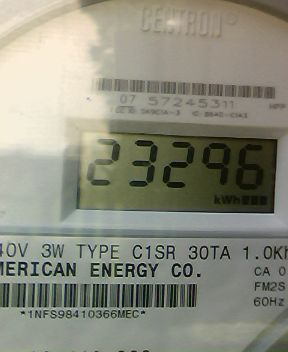 CENTRON®
07 57245311
23296
kWh
40V 3W TYPE C1SR 30TA 1.0Kh
MERICAN ENERGY CO.
CA 0
FM2S
60Hz
*1NFS98410366MEC*